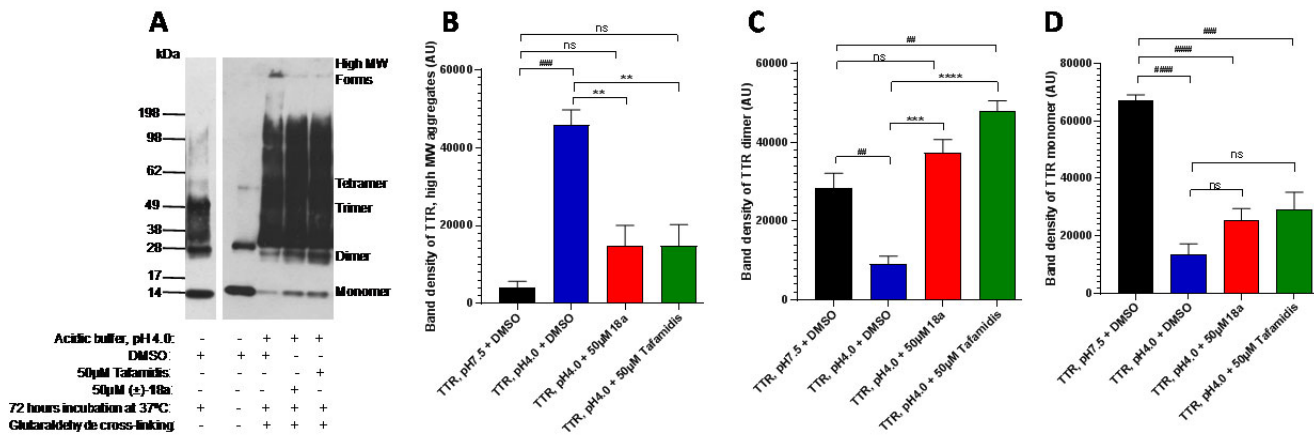 A
kDa
198
98
62
49
38
28
17
14
High MW
Forms
Tetramer
Trimer
Dimer
Monomer
Acidic buffer, pH 4.0: - - + + +
DMSO: + + + - -
50µM Tafamidis - - - - +
50µM (±)-18a: - - - + -
72 hours incubation at 37ºC: + - + + +
Glutaraldehyde cross-linking: - - + + +
B
ns
ns
###
**
**
Band density of TTR, high MW aggregates (AU)
60000
40000
20000
0
TTR, pH7.5 + DMSO
TTR, pH4.0 + DMSO
TTR, pH4.0 + 50µM 18a
TTR, pH4.0 + 50µM Tafamidis
C
##
ns
****
***
##
Band density of TTR dimer (AU)
60000
40000
20000
0
TTR, pH7.5 + DMSO
TTR, pH4.0 + DMSO
TTR, pH4.0 + 50µM 18a
TTR, pH4.0 + 50µM Tafamidis
D
###
####
####
ns
ns
Band density of TTR monomer (AU)
80000
60000
40000
20000
0
TTR, pH7.5 + DMSO
TTR, pH4.0 + DMSO
TTR, pH4.0 + 50µM 18a
TTR, pH4.0 + 50µM Tafamidis